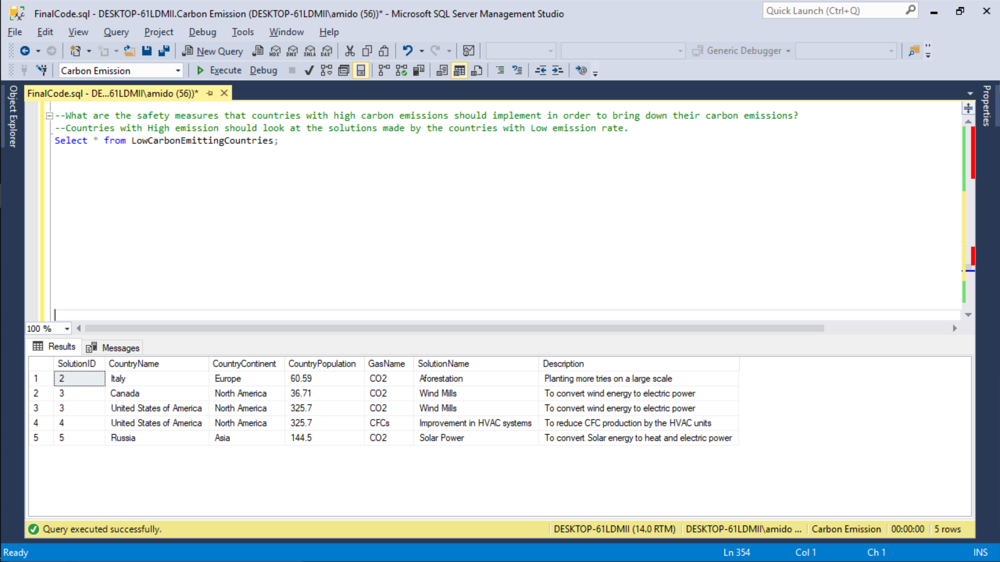 FinalCode.sql - DESKTOP-61LDMII.Carbon Emission (DESKTOP-61LDMII\amido (56))* - Microsoft SQL Server Management Studio
Quick Launch (Ctrl+Q)
File Edit View Query Project Debug Tools Window Help
New Query MDX DMX XMLA DAX Generic Debugger
Carbon Emission Execute Debug
Object Explorer
FinalCode.sql - DE...61LDMII\amido (56))*
Properties
--What are the safety measures that countries with high carbon emissions should implement in order to bring down their carbon emissions?
--Countries with High emission should look at the solutions made by the countries with Low emission rate.
Select * from LowCarbonEmittingCountries;
100 %
Results Messages
SolutionID CountryName CountryContinent CountryPopulation GasName SolutionName Description
1 2 Italy Europe 60.59 CO2 Aforestation Planting more tries on a large scale
2 3 Canada North America 36.71 CO2 Wind Mills To convert wind energy to electric power
3 3 United States of America North America 325.7 CO2 Wind Mills To convert wind energy to electric power
4 4 United States of America North America 325.7 CFCs Improvement in HVAC systems To reduce CFC production by the HVAC units
5 5 Russia Asia 144.5 CO2 Solar Power To convert Solar energy to heat and electric power
Query executed successfully. DESKTOP-61LDMII (14.0 RTM) DESKTOP-61LDMII\amido ... Carbon Emission 00:00:00 5 rows
Ready Ln 354 Col 1 Ch 1 INS